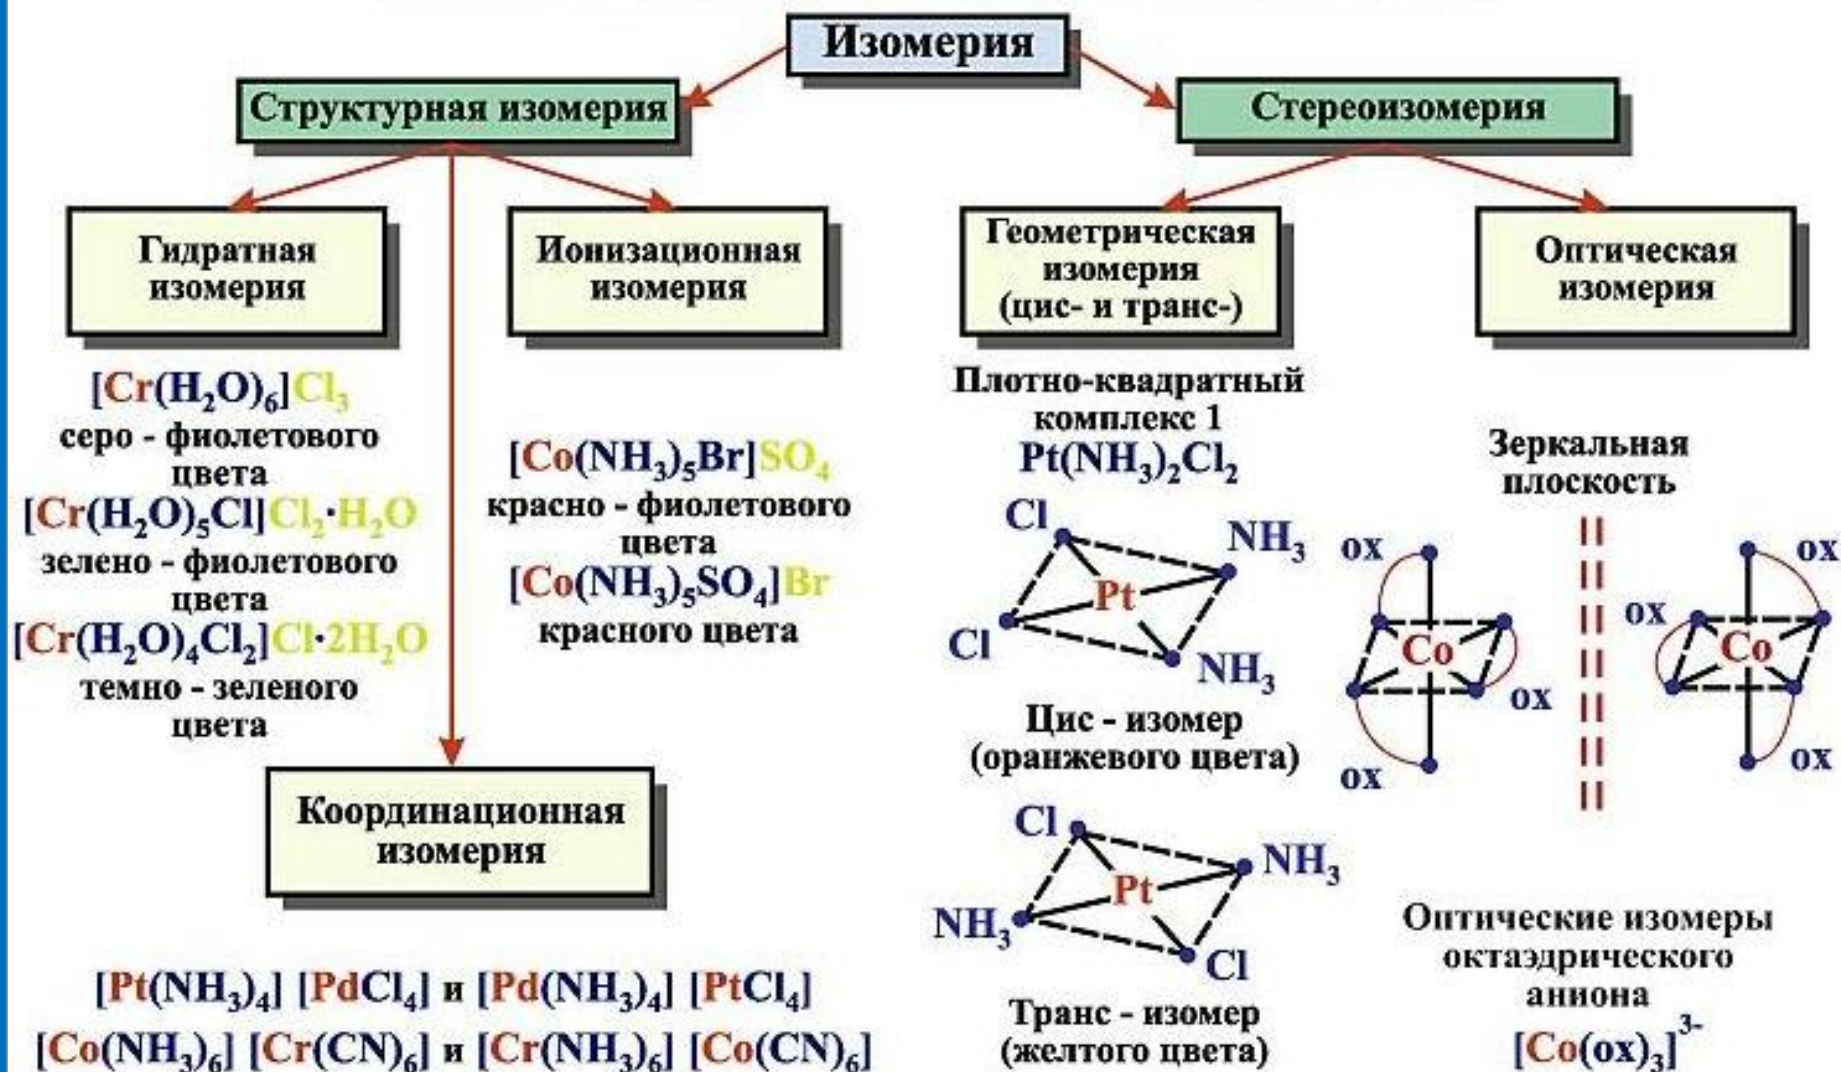 Изомерия
Структурная изомерия
Стереоизомерия
Гидратная
изомерия
Ионизационная
изомерия
Геометрическая
изомерия
(цис- и транс-)
Оптическая
изомерия
[Cr(H₂O)₆]Cl₃
серо - фиолетового
цвета
[Cr(H₂O)₅Cl]Cl₂·H₂O
зелено - фиолетового
цвета
[Cr(H₂O)₄Cl₂]Cl·2H₂O
темно - зеленого
цвета
[Co(NH₃)₅Br]SO₄
красно - фиолетового
цвета
[Co(NH₃)₅SO₄]Br
красного цвета
Координационная
изомерия
[Pt(NH₃)₄] [PdCl₄] и [Pd(NH₃)₄] [PtCl₄]
[Co(NH₃)₆] [Cr(CN)₆] и [Cr(NH₃)₆] [Co(CN)₆]
Плотно-квадратный
комплекс 1
Pt(NH₃)₂Cl₂
Cl
NH₃
Pt
Cl
NH₃
Цис - изомер
(оранжевого цвета)
Cl
NH₃
Pt
NH₃
Cl
Транс - изомер
(желтого цвета)
Зеркальная
плоскость
ox
Co
ox
ox
ox
ox
Co
ox
Оптические изомеры
октаэдрического
аниона
[Co(ox)₃]³⁻